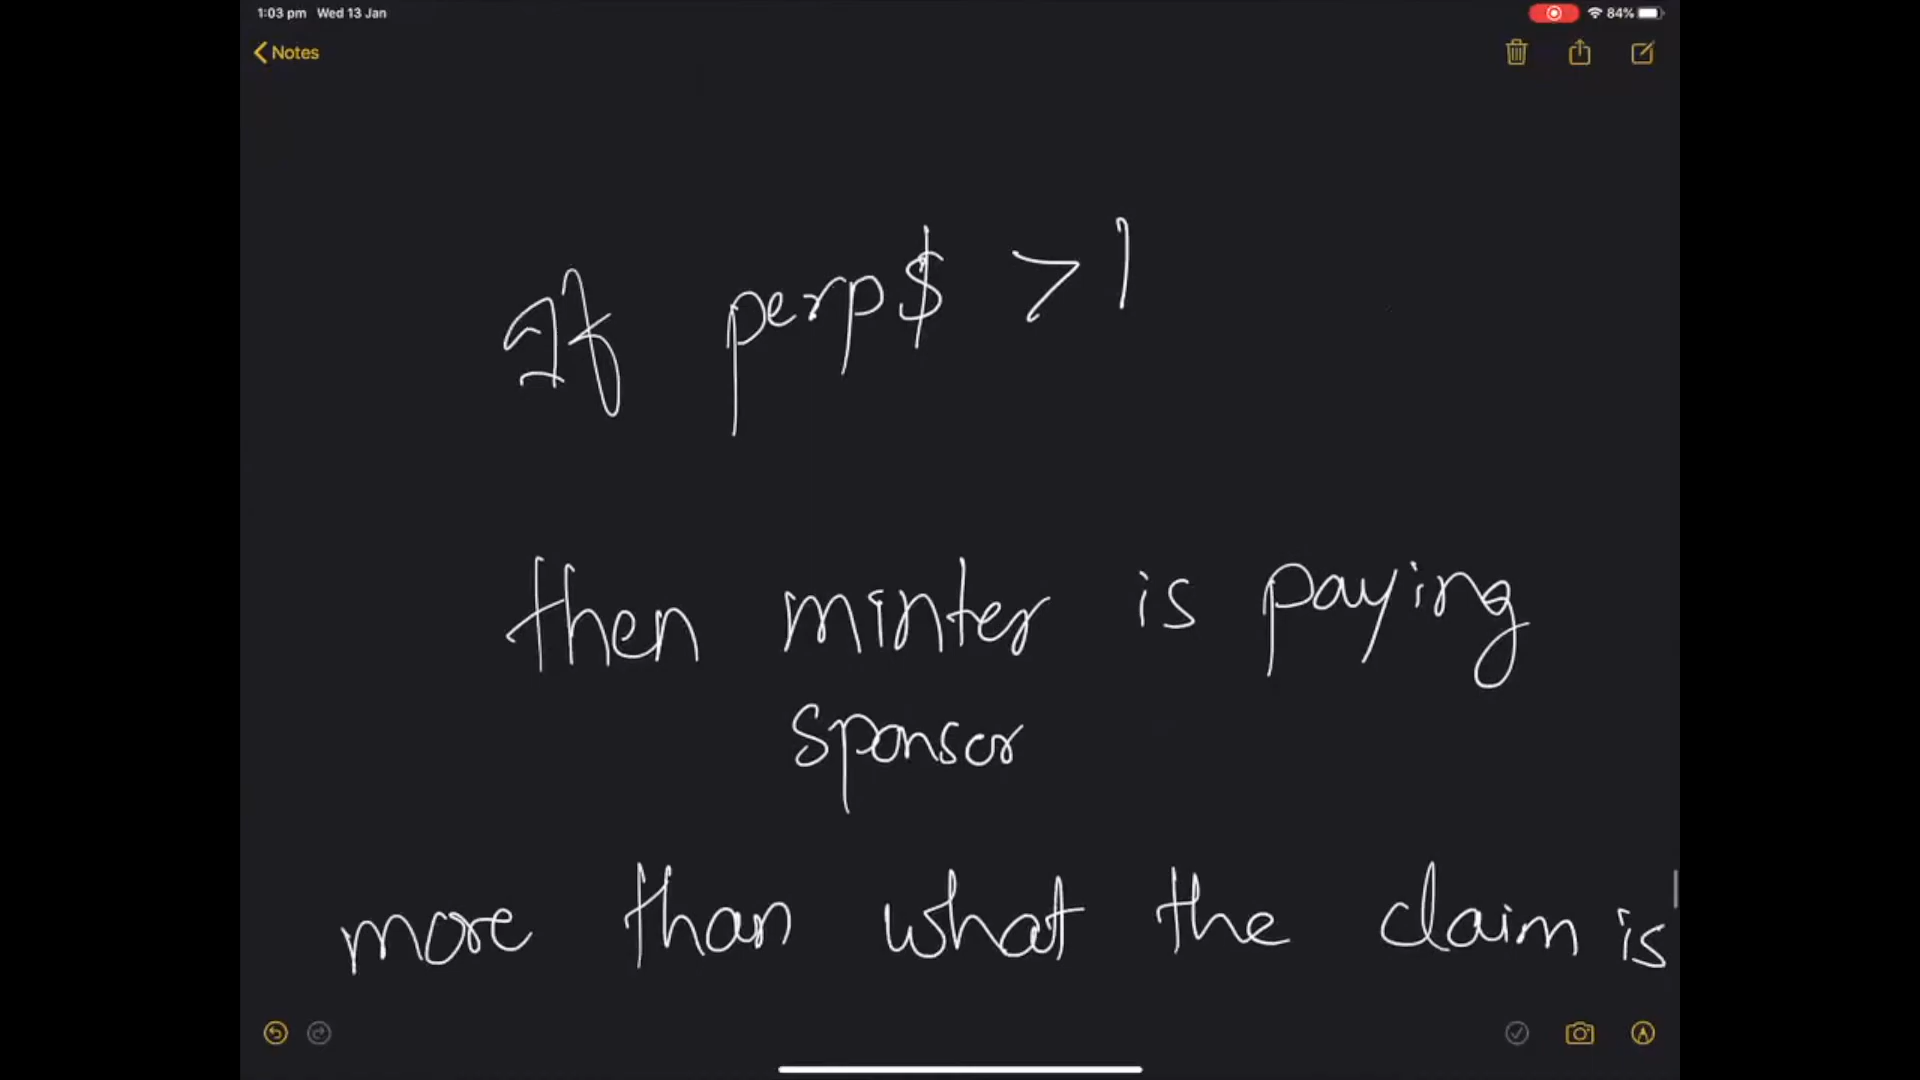 1:03 pm Wed 13 Jan 84%
Notes
If perp$ >1
then minter is paying
sponsor
more than what the claim is